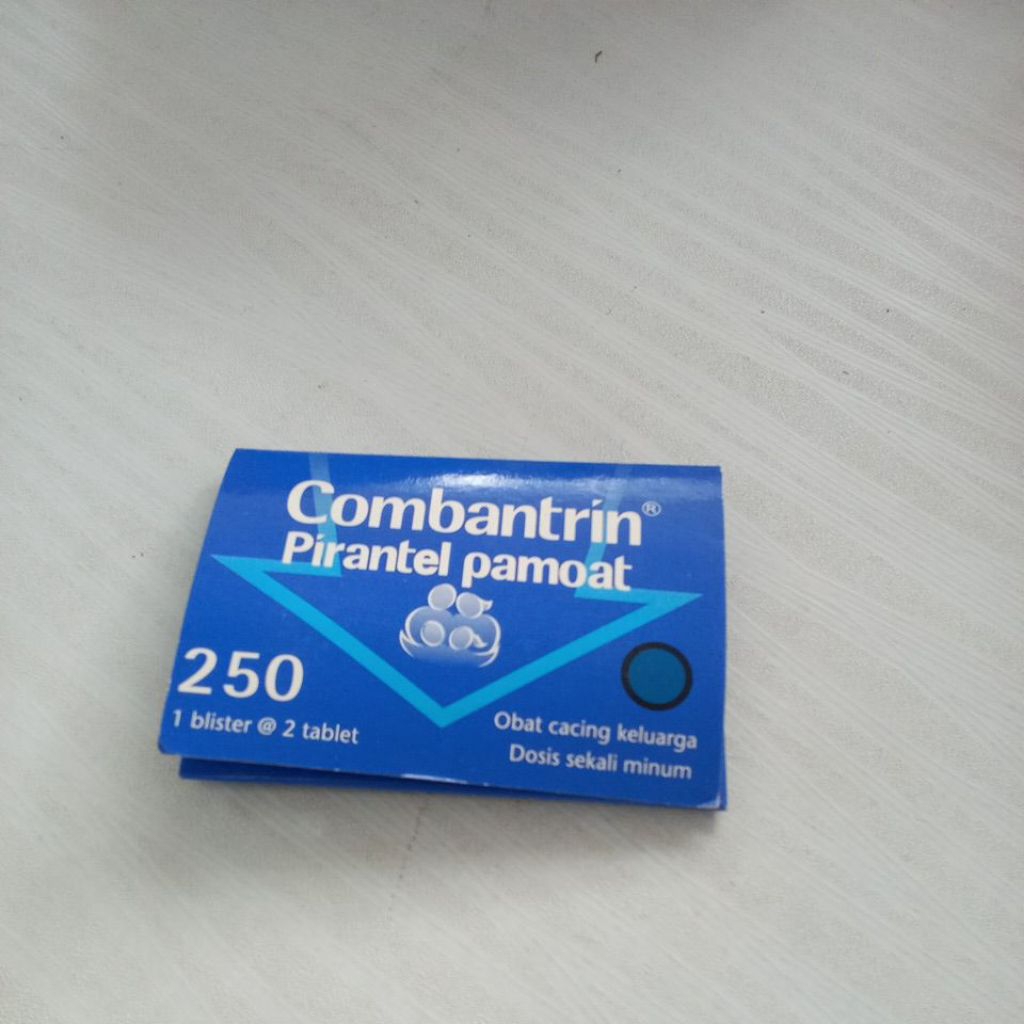 Combantrin®
Pirantel pamoat
250
1 blister @ 2 tablet
Obat cacing keluarga
Dosis sekali minum